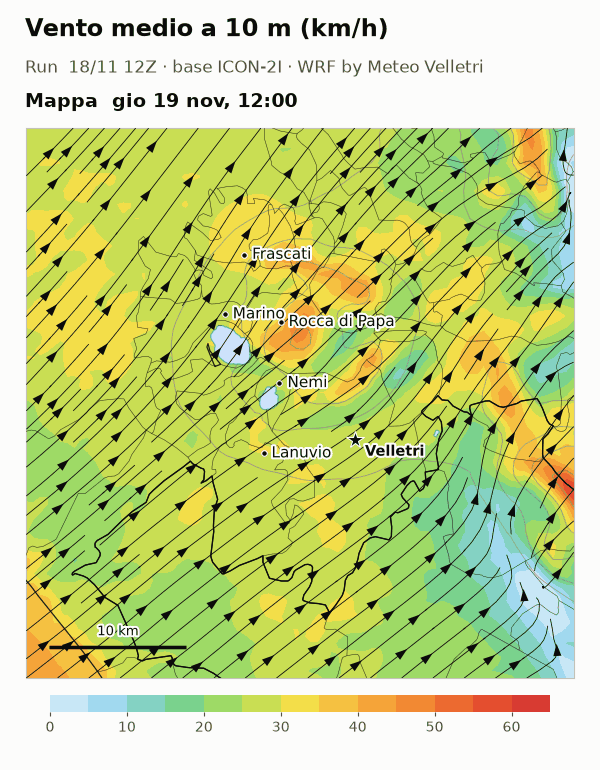 Vento medio a 10 m (km/h)
Run  18/11 12Z · base ICON-2I · WRF by Meteo Velletri
Mappa  gio 19 nov, 12:00
Frascati
Marino
Rocca di Papa
Nemi
Velletri
Lanuvio
10 km
0 10 20 30 40 50 60